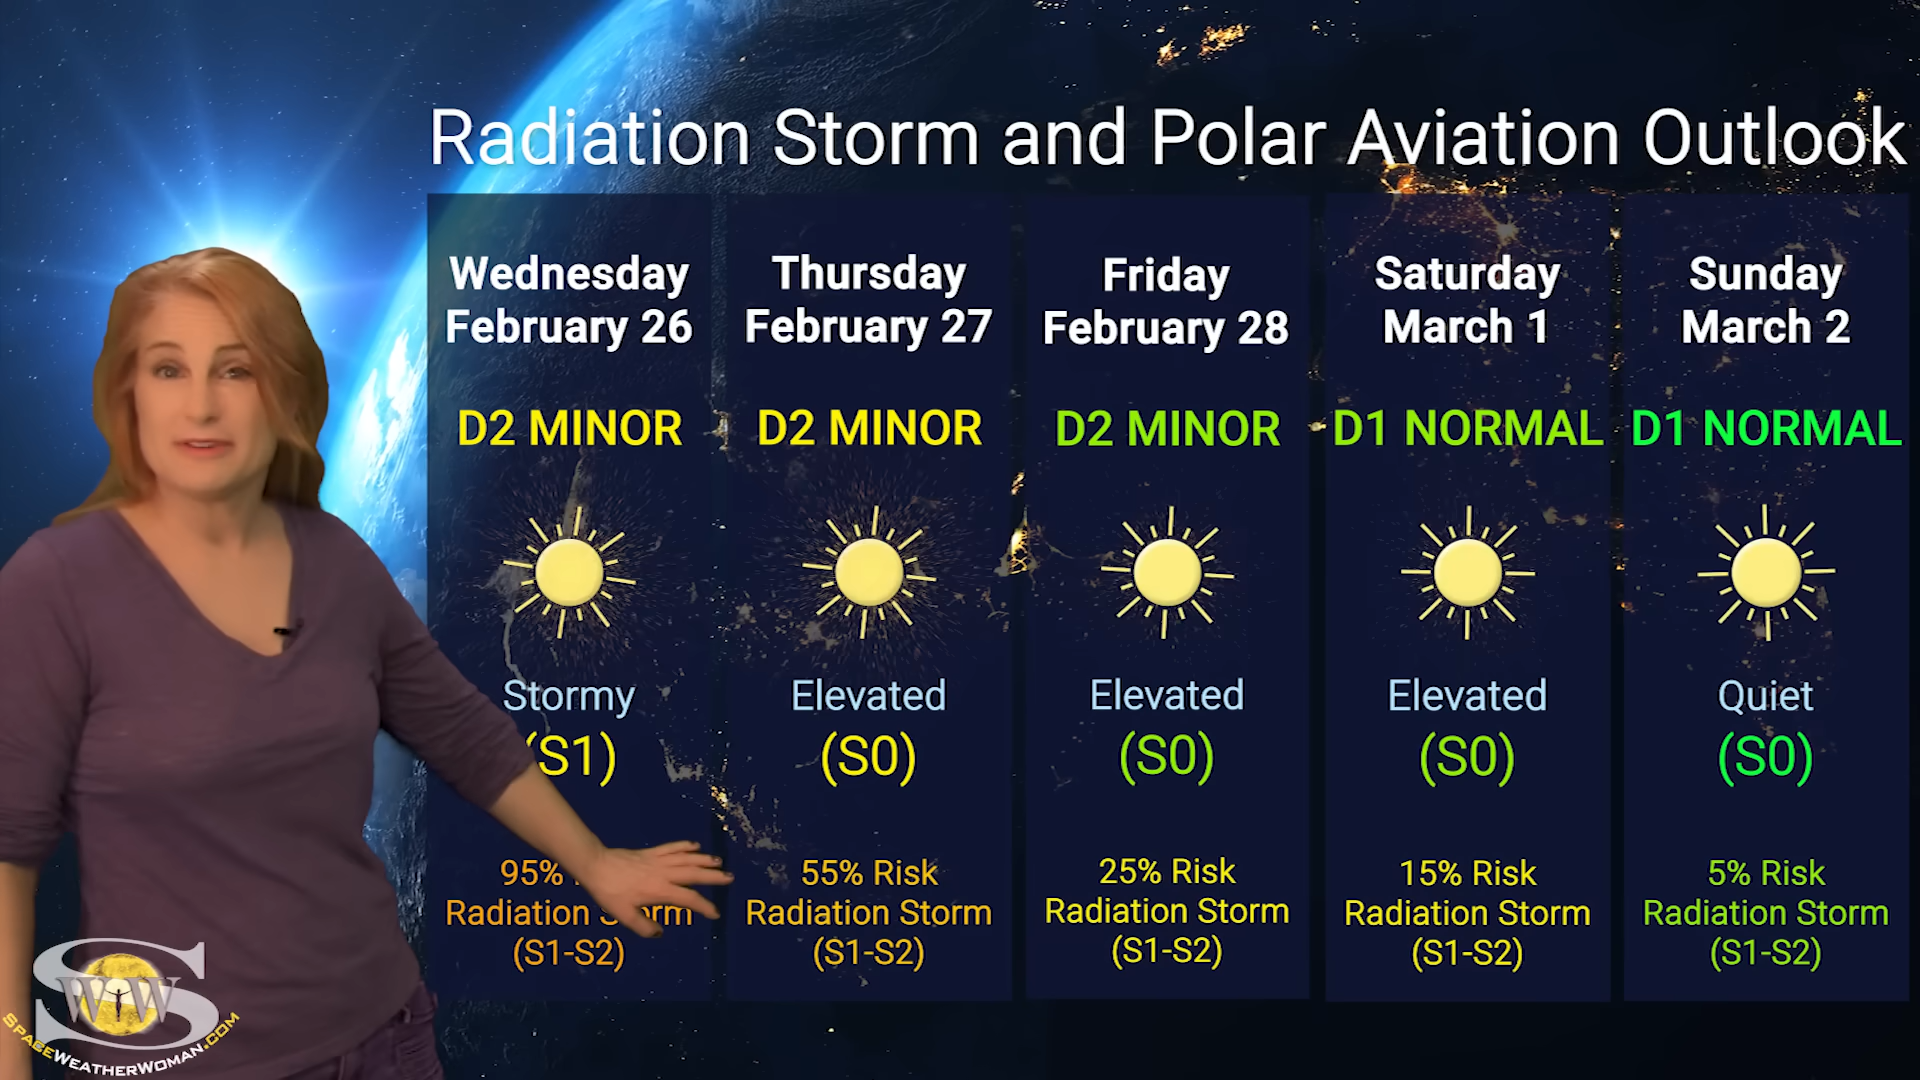 Radiation Storm and Polar Aviation Outlook
Wednesday
February 26
D2 MINOR
Stormy
(S1)
95%
Radiation Storm
(S1-S2)
Thursday
February 27
D2 MINOR
Elevated
(S0)
55% Risk
Radiation Storm
(S1-S2)
Friday
February 28
D2 MINOR
Elevated
(S0)
25% Risk
Radiation Storm
(S1-S2)
Saturday
March 1
D1 NORMAL
Elevated
(S0)
15% Risk
Radiation Storm
(S1-S2)
Sunday
March 2
D1 NORMAL
Quiet
(S0)
5% Risk
Radiation Storm
(S1-S2)
SWW
SPACEWEATHERWOMAN.COM